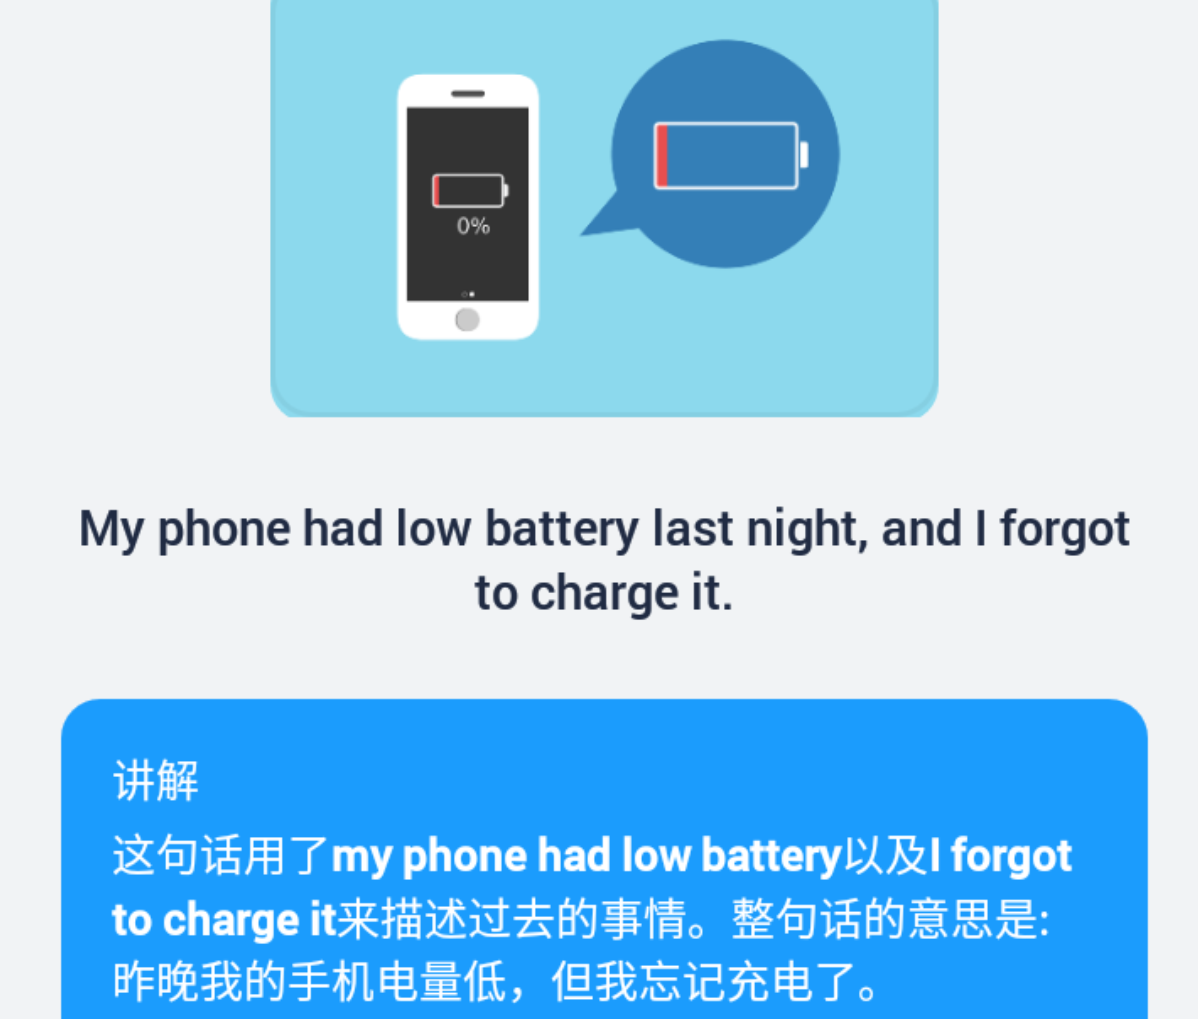 0%
My phone had low battery last night, and I forgot
to charge it.
讲解
这句话用了my phone had low battery以及I forgot
to charge it来描述过去的事情。整句话的意思是:
昨晚我的手机电量低，但我忘记充电了。